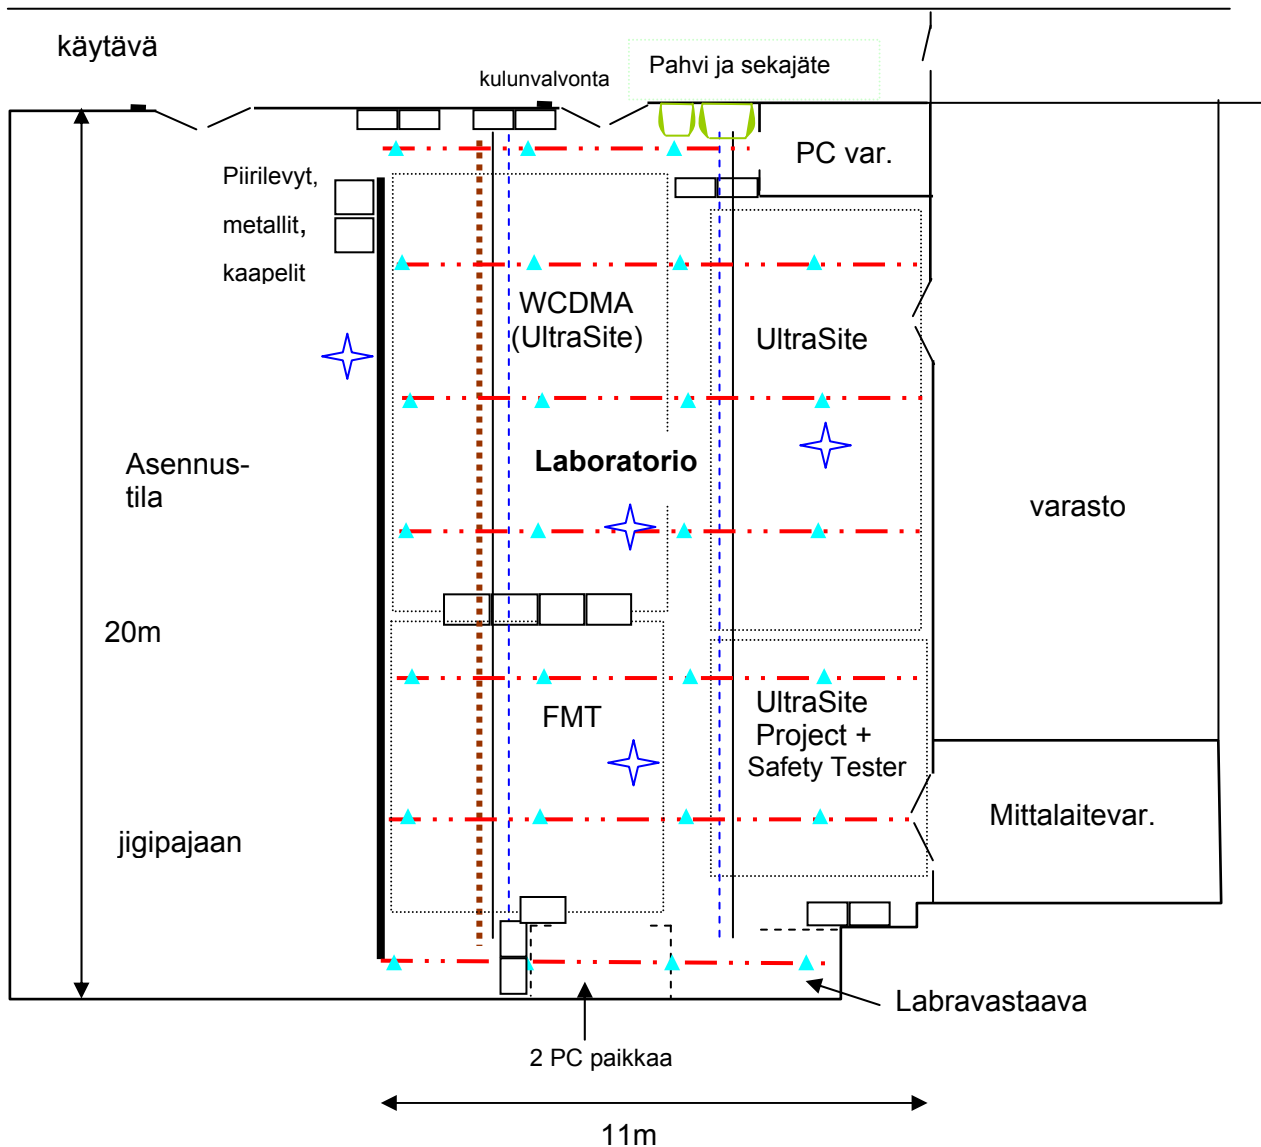 käytävä
Pahvi ja sekajäte
kulunvalvonta
PC var.
Piirilevyt,
metallit,
kaapelit
WCDMA
(UltraSite)
UltraSite
Laboratorio
Asennus-
tila
varasto
20m
FMT
UltraSite
Project +
Safety Tester
Mittalaitevar.
jigipajaan
Labravastaava
2 PC paikkaa
11m